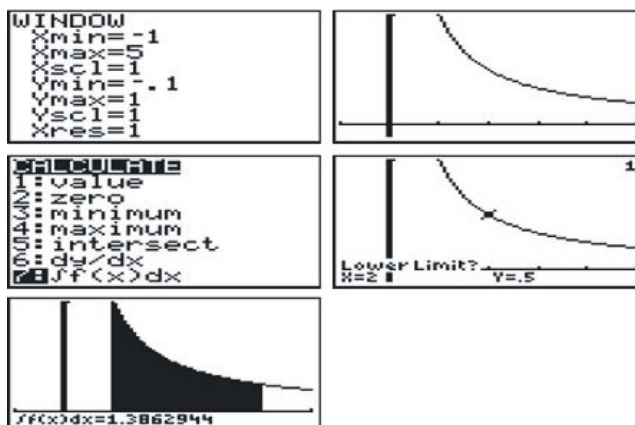 WINDOW
Xmin=-1
Xmax=5
Xscl=1
Ymin=-.1
Ymax=1
Yscl=1
Xres=1
CALCULATE
1:value
2:zero
3:minimum
4:maximum
5:intersect
6:dy/dx
7:∫f(x)dx
1
Lower Limit?
X=2 Y=.5
∫f(x)dx=1.3862944